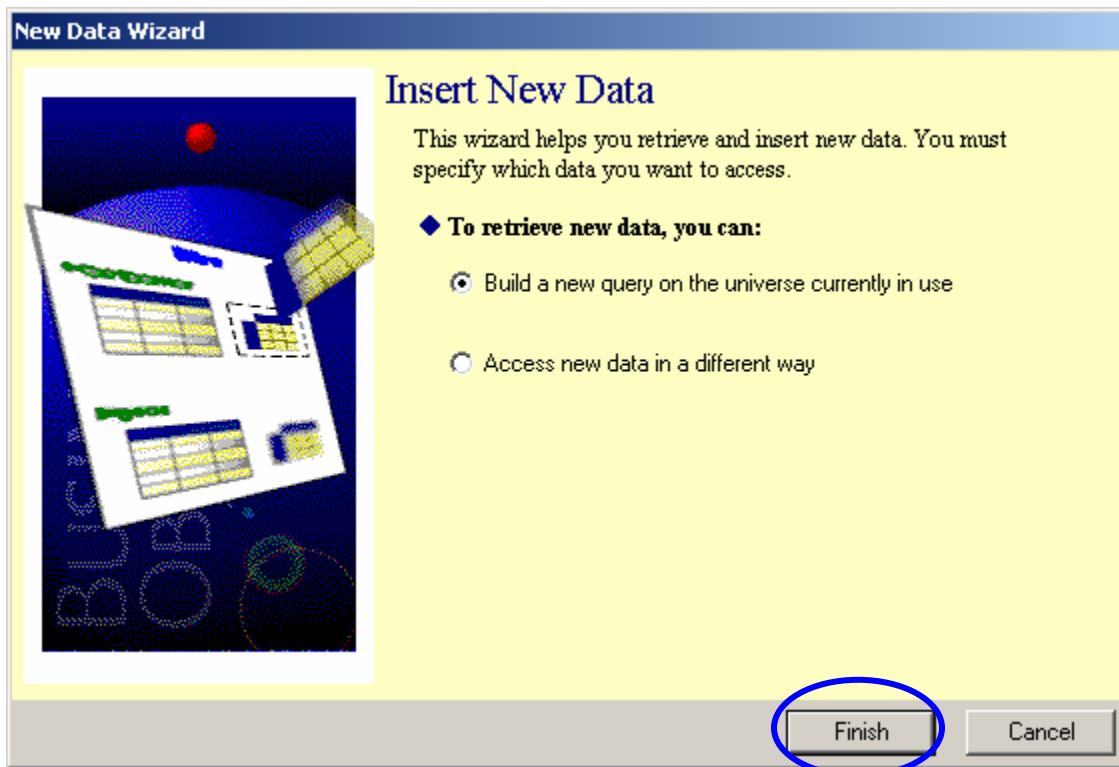 New Data Wizard
Insert New Data
This wizard helps you retrieve and insert new data. You must
specify which data you want to access.
To retrieve new data, you can:
Build a new query on the universe currently in use
Access new data in a different way
Finish
Cancel